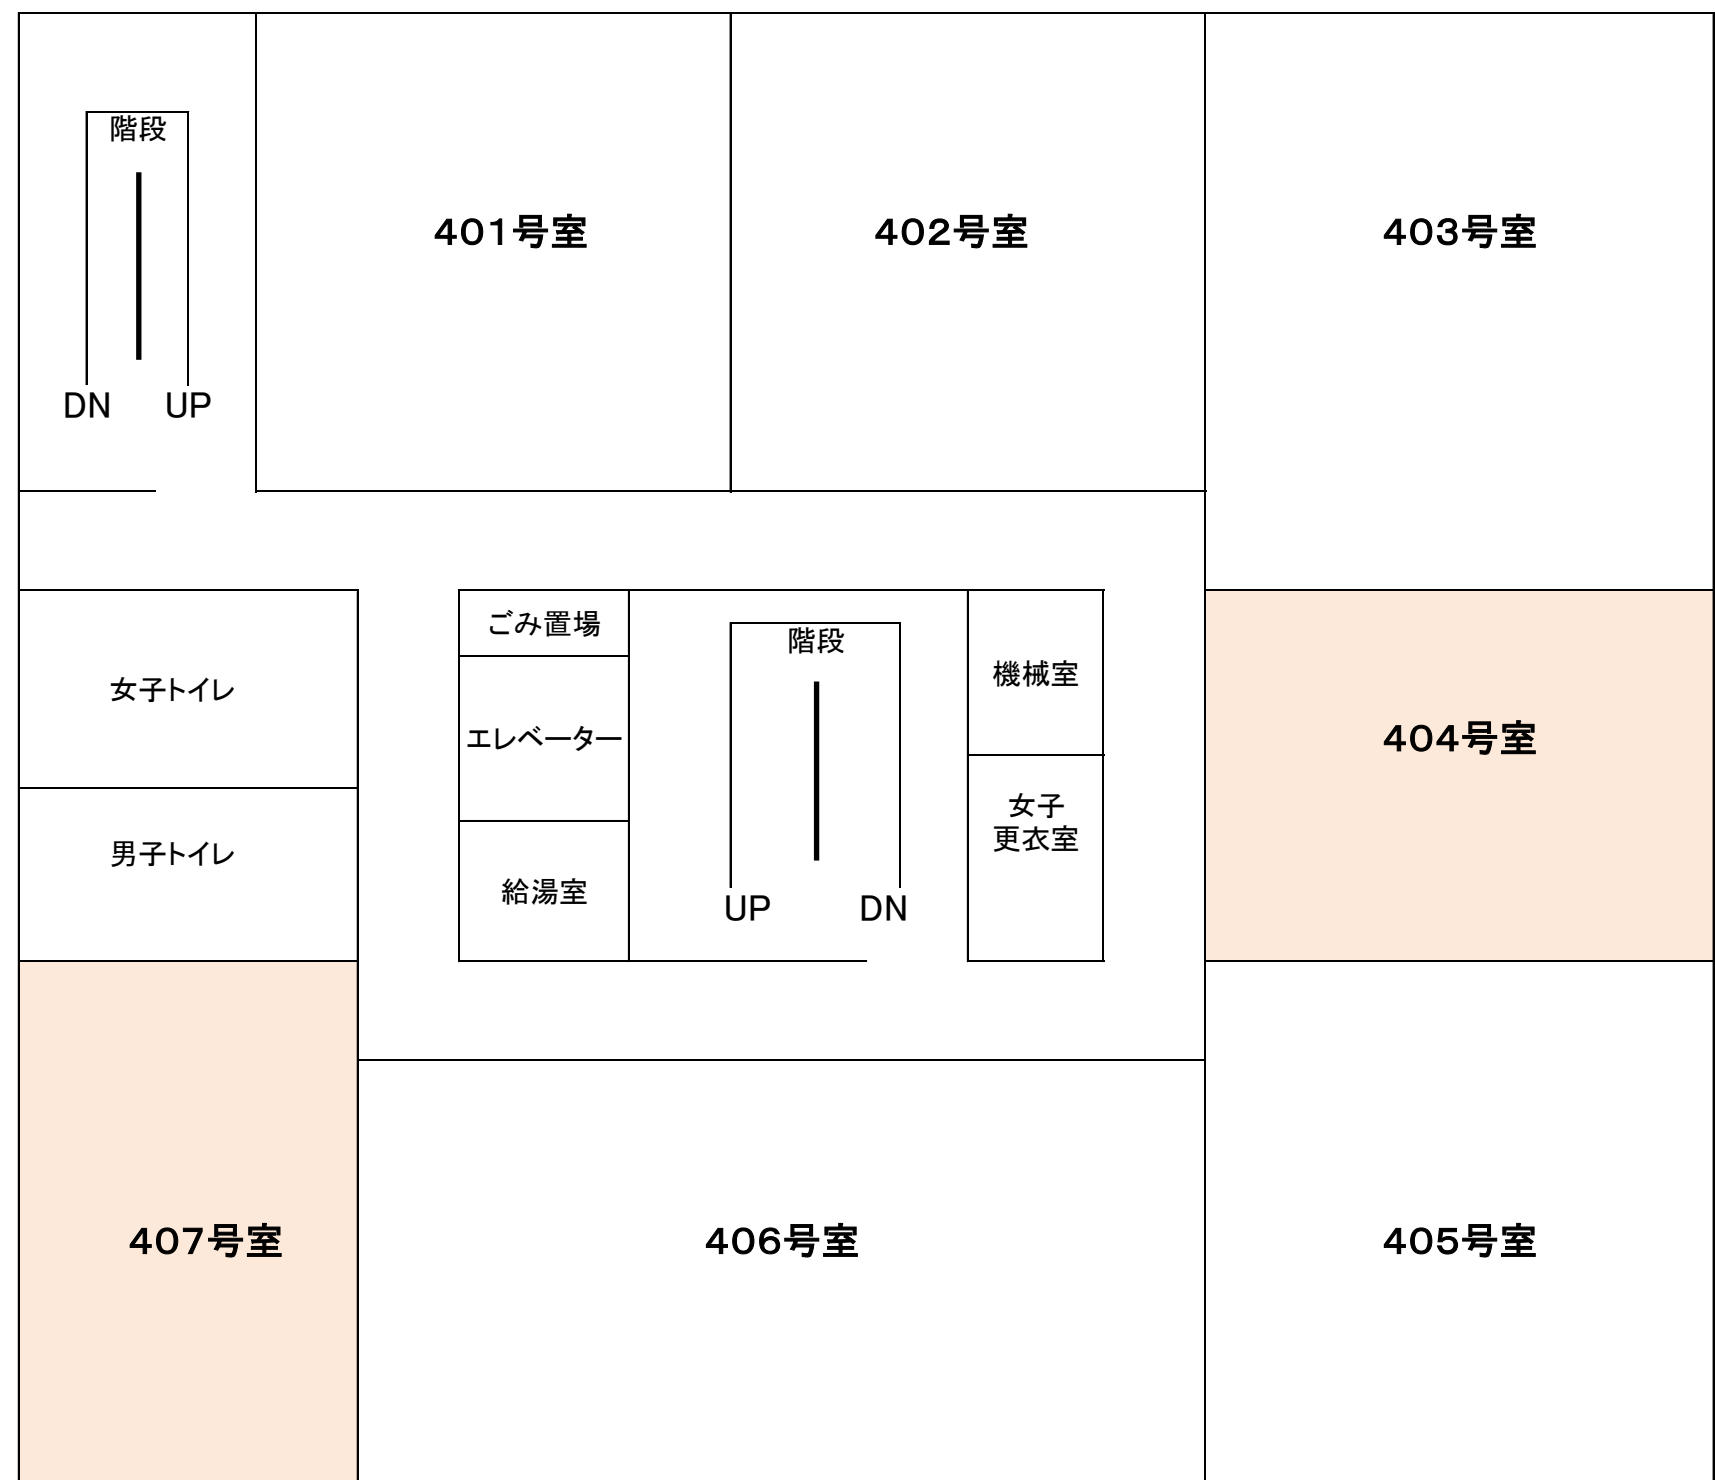 階段
401号室
402号室
403号室
DN
UP
ごみ置場
階段
機械室
女子トイレ
エレベーター
404号室
女子
更衣室
男子トイレ
給湯室
UP
DN
407号室
406号室
405号室